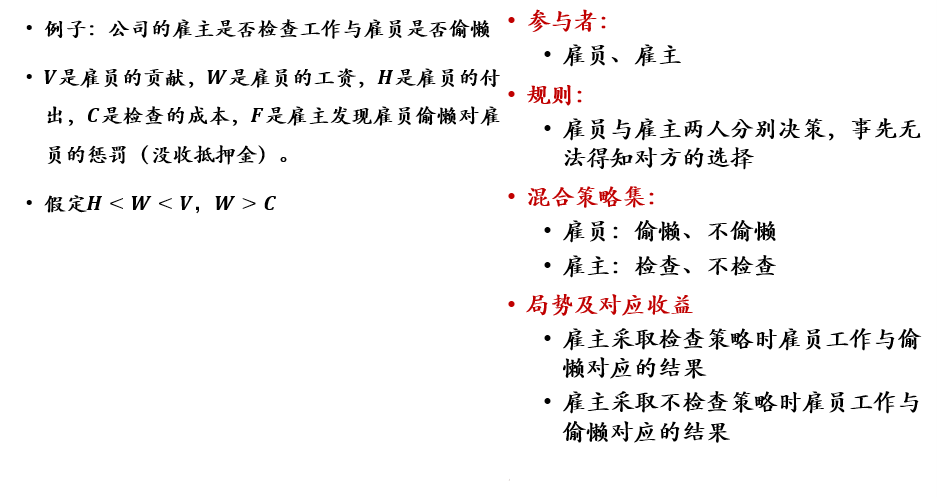 • 例子：公司的雇主是否检查工作与雇员是否偷懒
• V是雇员的贡献，W是雇员的工资，H是雇员的付
出，C是检查的成本，F是雇主发现雇员偷懒对雇
员的惩罚（没收抵押金）。
• 假定H < W < V，W > C
• 参与者：
• 雇员、雇主
• 规则：
• 雇员与雇主两人分别决策，事先无
法得知对方的选择
• 混合策略集：
• 雇员：偷懒、不偷懒
• 雇主：检查、不检查
• 局势及对应收益
• 雇主采取检查策略时雇员工作与偷
懒对应的结果
• 雇主采取不检查策略时雇员工作与
偷懒对应的结果